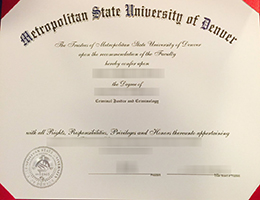 Metropolitan State University of Denver
The Trustees of Metropolitan State University of Denver
upon the recommendation of the Faculty
hereby confer upon
the Degree of
Criminal Justice and Criminology
with all Rights, Responsibilities, Privileges and Honors thereunto appertaining